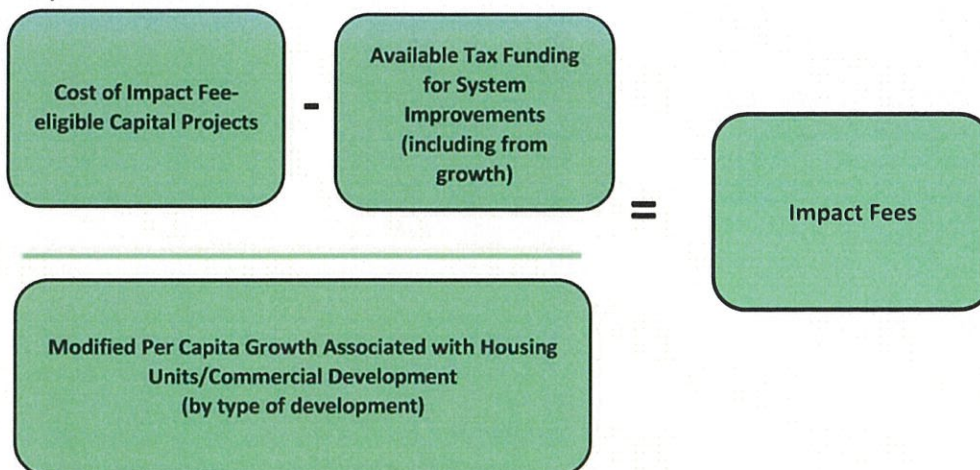 Cost of Impact Fee-
eligible Capital Projects
-
Available Tax Funding
for System
Improvements
(including from
growth)
=
Impact Fees
Modified Per Capita Growth Associated with Housing
Units/Commercial Development
(by type of development)